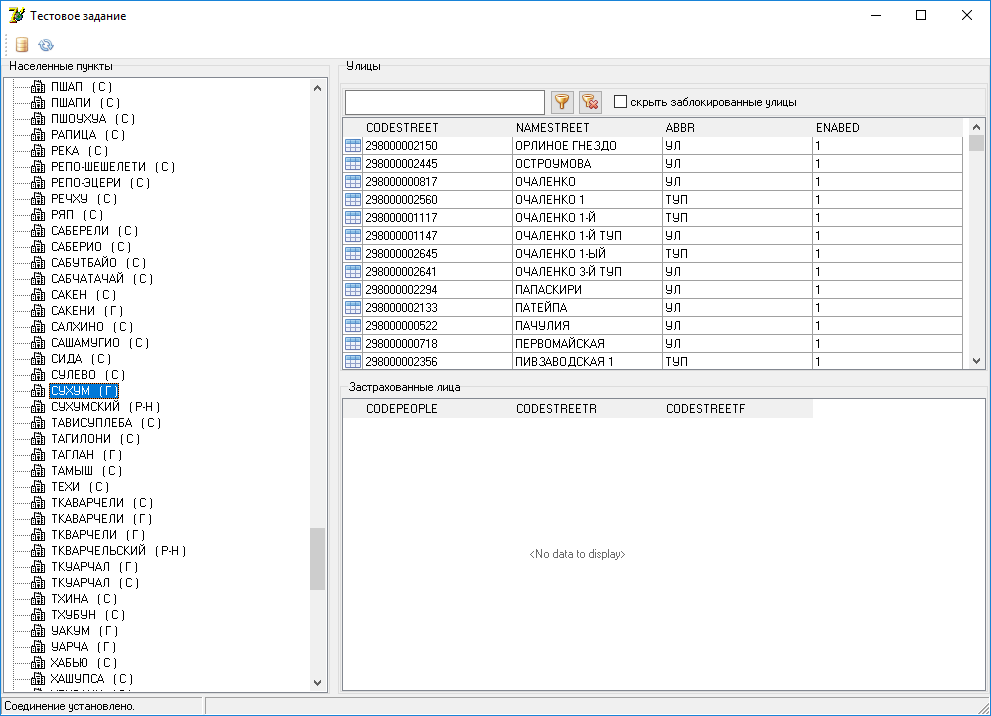 Тестовое задание
Населенные пункты
ПШАП (С)
ПШАПИ (С)
ПШОУХУА (С)
РАПИЦА (С)
РЕКА (С)
РЕПО-ШЕШЕЛЕТИ (С)
РЕПО-ЭЦЕРИ (С)
РЕЧХУ (С)
РЯП (С)
САБЕРЕЛИ (С)
САБЕРИО (С)
САБУТБАЙО (С)
САБЧАТАЧАЙ (С)
САКЕН (С)
САКЕНИ (Г)
САЛХИНО (С)
САШАМУГИО (С)
СИДА (С)
СУЛЕВО (С)
СУХУМ (Г)
СУХУМСКИЙ (Р-Н)
ТАВИСУПЛЕБА (С)
ТАГИЛОНИ (С)
ТАГЛАН (Г)
ТАМЫШ (С)
ТЕХИ (С)
ТКАВАРЧЕЛИ (С)
ТКАВАРЧЕЛИ (Г)
ТКВАРЧЕЛИ (Г)
ТКВАРЧЕЛЬСКИЙ (Р-Н)
ТКУАРЧАЛ (Г)
ТКУАРЧАЛ (С)
ТХИНА (С)
ТХУБУН (С)
УАКУМ (Г)
УАРЧА (Г)
ХАБЬЮ (С)
ХАШУПСА (С)
Улицы
скрыть заблокированные улицы
CODESTREET NAMESTREET ABBR ENABED
298000002150 ОРЛИНОЕ ГНЕЗДО УЛ 1
298000002445 ОСТРОУМОВА УЛ 1
298000000817 ОЧАЛЕНКО УЛ 1
298000002560 ОЧАЛЕНКО 1 ТУП 1
298000001117 ОЧАЛЕНКО 1-Й ТУП 1
298000001147 ОЧАЛЕНКО 1-Й ТУП УЛ 1
298000002645 ОЧАЛЕНКО 1-ЫЙ ТУП 1
298000002641 ОЧАЛЕНКО 3-Й ТУП УЛ 1
298000002294 ПАПАСКИРИ УЛ 1
298000002133 ПАТЕЙПА УЛ 1
298000000522 ПАЧУЛИЯ УЛ 1
298000000718 ПЕРВОМАЙСКАЯ УЛ 1
298000002356 ПИВЗАВОДСКАЯ 1 ТУП 1
Застрахованные лица
CODEPEOPLE CODESTREETR CODESTREETF
<No data to display>
Соединение установлено.